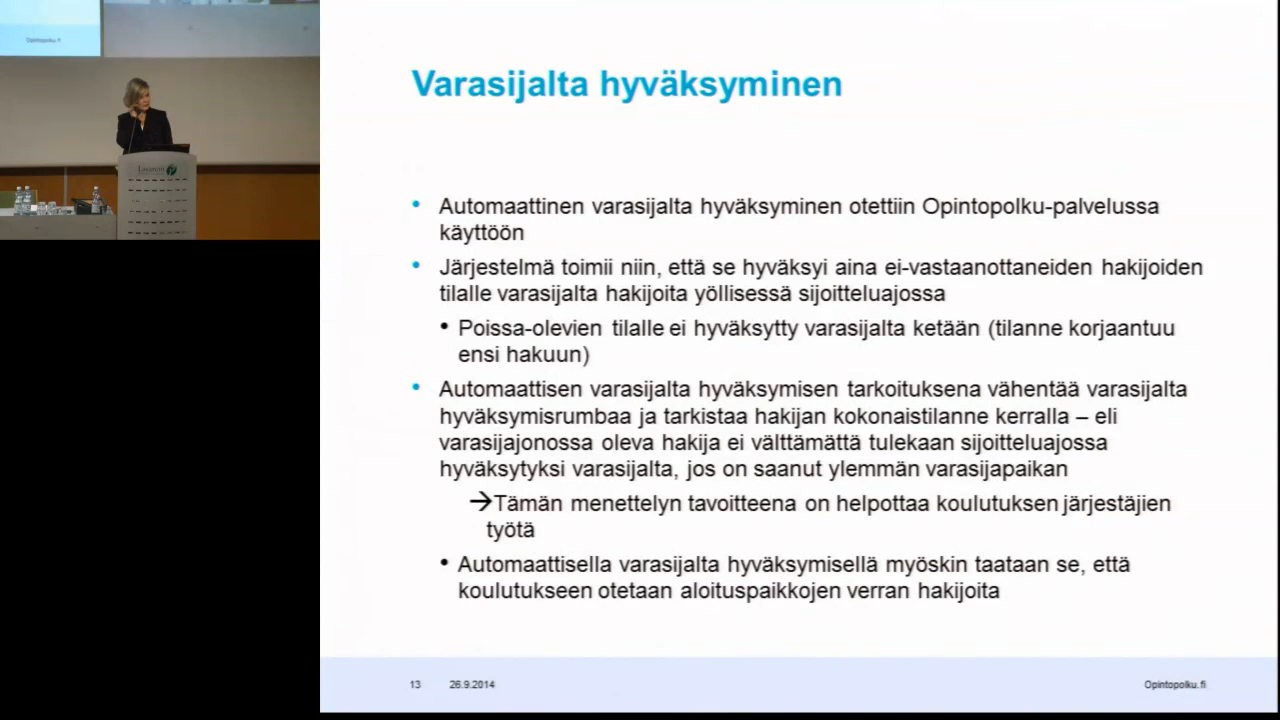 Opintopolku.fi
Laurea
Varasijalta hyväksyminen
• Automaattinen varasijalta hyväksyminen otettiin Opintopolku-palvelussa
käyttöön
• Järjestelmä toimii niin, että se hyväksyi aina ei-vastaanottaneiden hakijoiden
tilalle varasijalta hakijoita yöllisessä sijoitteluajossa
• Poissa-olevien tilalle ei hyväksytty varasijalta ketään (tilanne korjaantuu
ensi hakuun)
• Automaattisen varasijalta hyväksymisen tarkoituksena vähentää varasijalta
hyväksymisrumbaa ja tarkistaa hakijan kokonaistilanne kerralla – eli
varasijajonossa oleva hakija ei välttämättä tulekaan sijoitteluajossa
hyväksytyksi varasijalta, jos on saanut ylemmän varasijapaikan
→Tämän menettelyn tavoitteena on helpottaa koulutuksen järjestäjien
työtä
• Automaattisella varasijalta hyväksymisellä myöskin taataan se, että
koulutukseen otetaan aloituspaikkojen verran hakijoita
13 26.9.2014 Opintopolku.fi